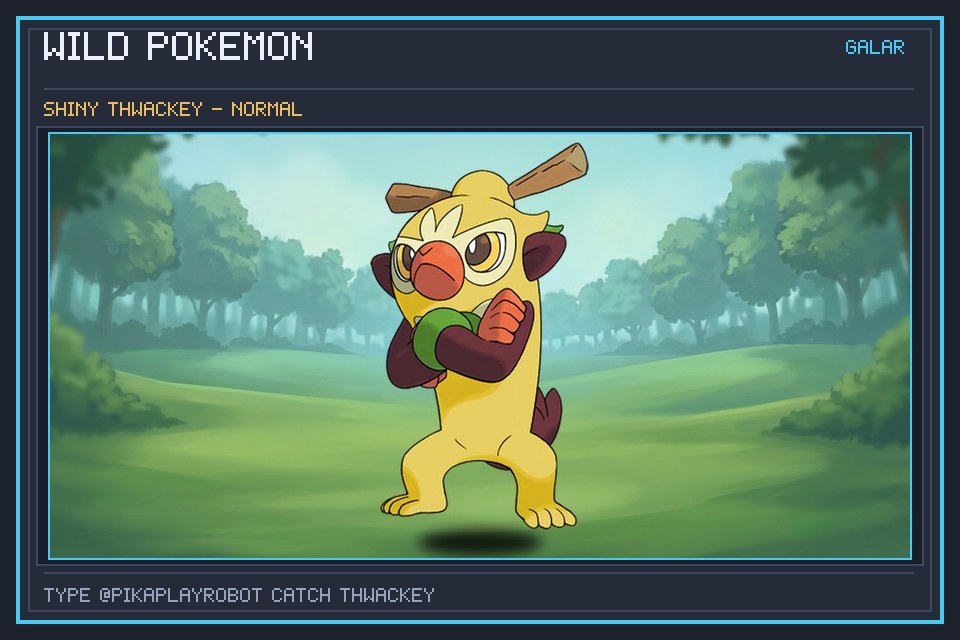 WILD POKEMON
GALAR
SHINY THWACKEY - NORMAL
TYPE @PIKAPLAYROBOT CATCH THWACKEY